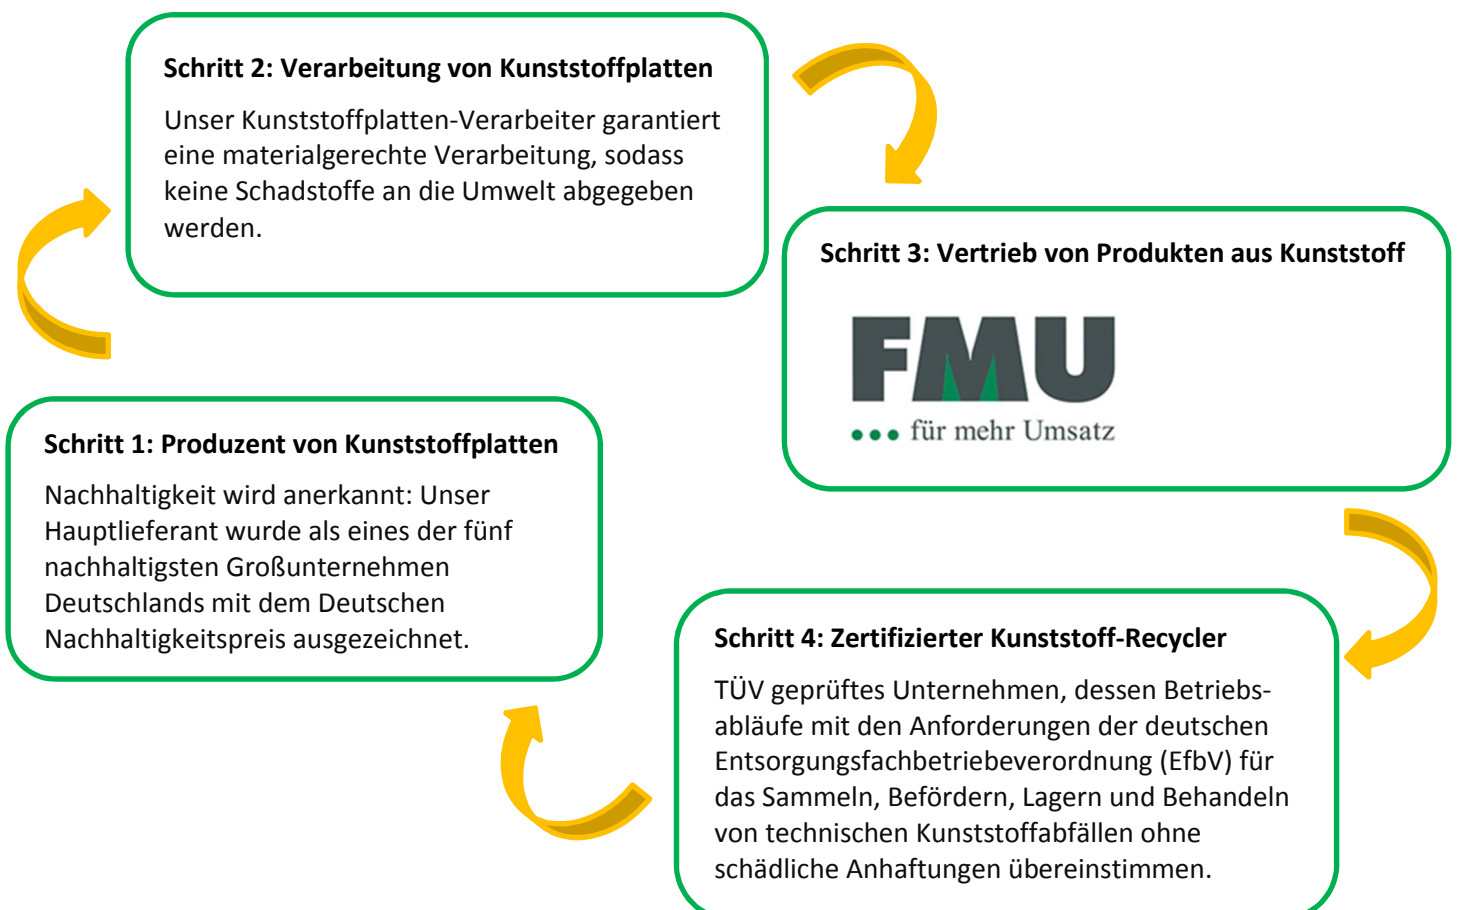 Schritt 2: Verarbeitung von Kunststoffplatten
Unser Kunststoffplatten-Verarbeiter garantiert
eine materialgerechte Verarbeitung, sodass
keine Schadstoffe an die Umwelt abgegeben
werden.
Schritt 3: Vertrieb von Produkten aus Kunststoff
FMU
... für mehr Umsatz
Schritt 1: Produzent von Kunststoffplatten
Nachhaltigkeit wird anerkannt: Unser
Hauptlieferant wurde als eines der fünf
nachhaltigsten Großunternehmen
Deutschlands mit dem Deutschen
Nachhaltigkeitspreis ausgezeichnet.
Schritt 4: Zertifizierter Kunststoff-Recycler
TÜV geprüftes Unternehmen, dessen Betriebs-
abläufe mit den Anforderungen der deutschen
Entsorgungsfachbetriebeverordnung (EfbV) für
das Sammeln, Befördern, Lagern und Behandeln
von technischen Kunststoffabfällen ohne
schädliche Anhaftungen übereinstimmen.